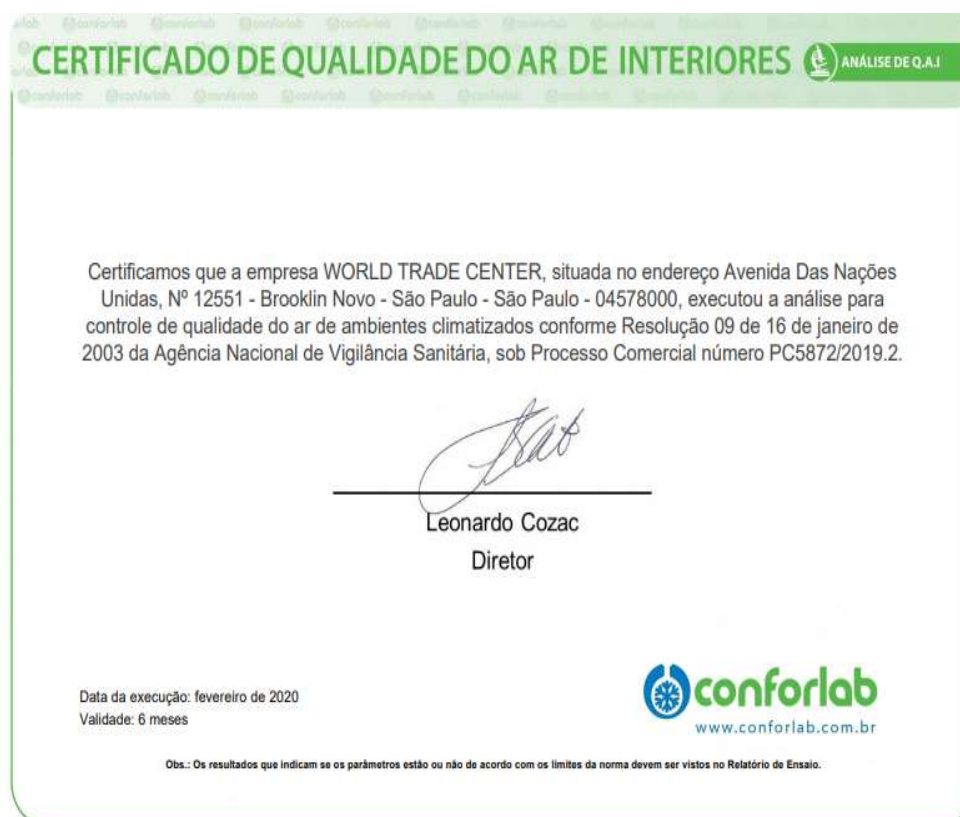 CERTIFICADO DE QUALIDADE DO AR DE INTERIORES
ANÁLISE DE Q.A.I
Certificamos que a empresa WORLD TRADE CENTER, situada no endereço Avenida Das Nações
Unidas, Nº 12551 - Brooklin Novo - São Paulo - São Paulo - 04578000, executou a análise para
controle de qualidade do ar de ambientes climatizados conforme Resolução 09 de 16 de janeiro de
2003 da Agência Nacional de Vigilância Sanitária, sob Processo Comercial número PC5872/2019.2.
Leonardo Cozac
Diretor
Data da execução: fevereiro de 2020
Validade: 6 meses
conforlab
www.conforlab.com.br
Obs.: Os resultados que indicam se os parâmetros estão ou não de acordo com os limites da norma devem ser vistos no Relatório de Ensaio.